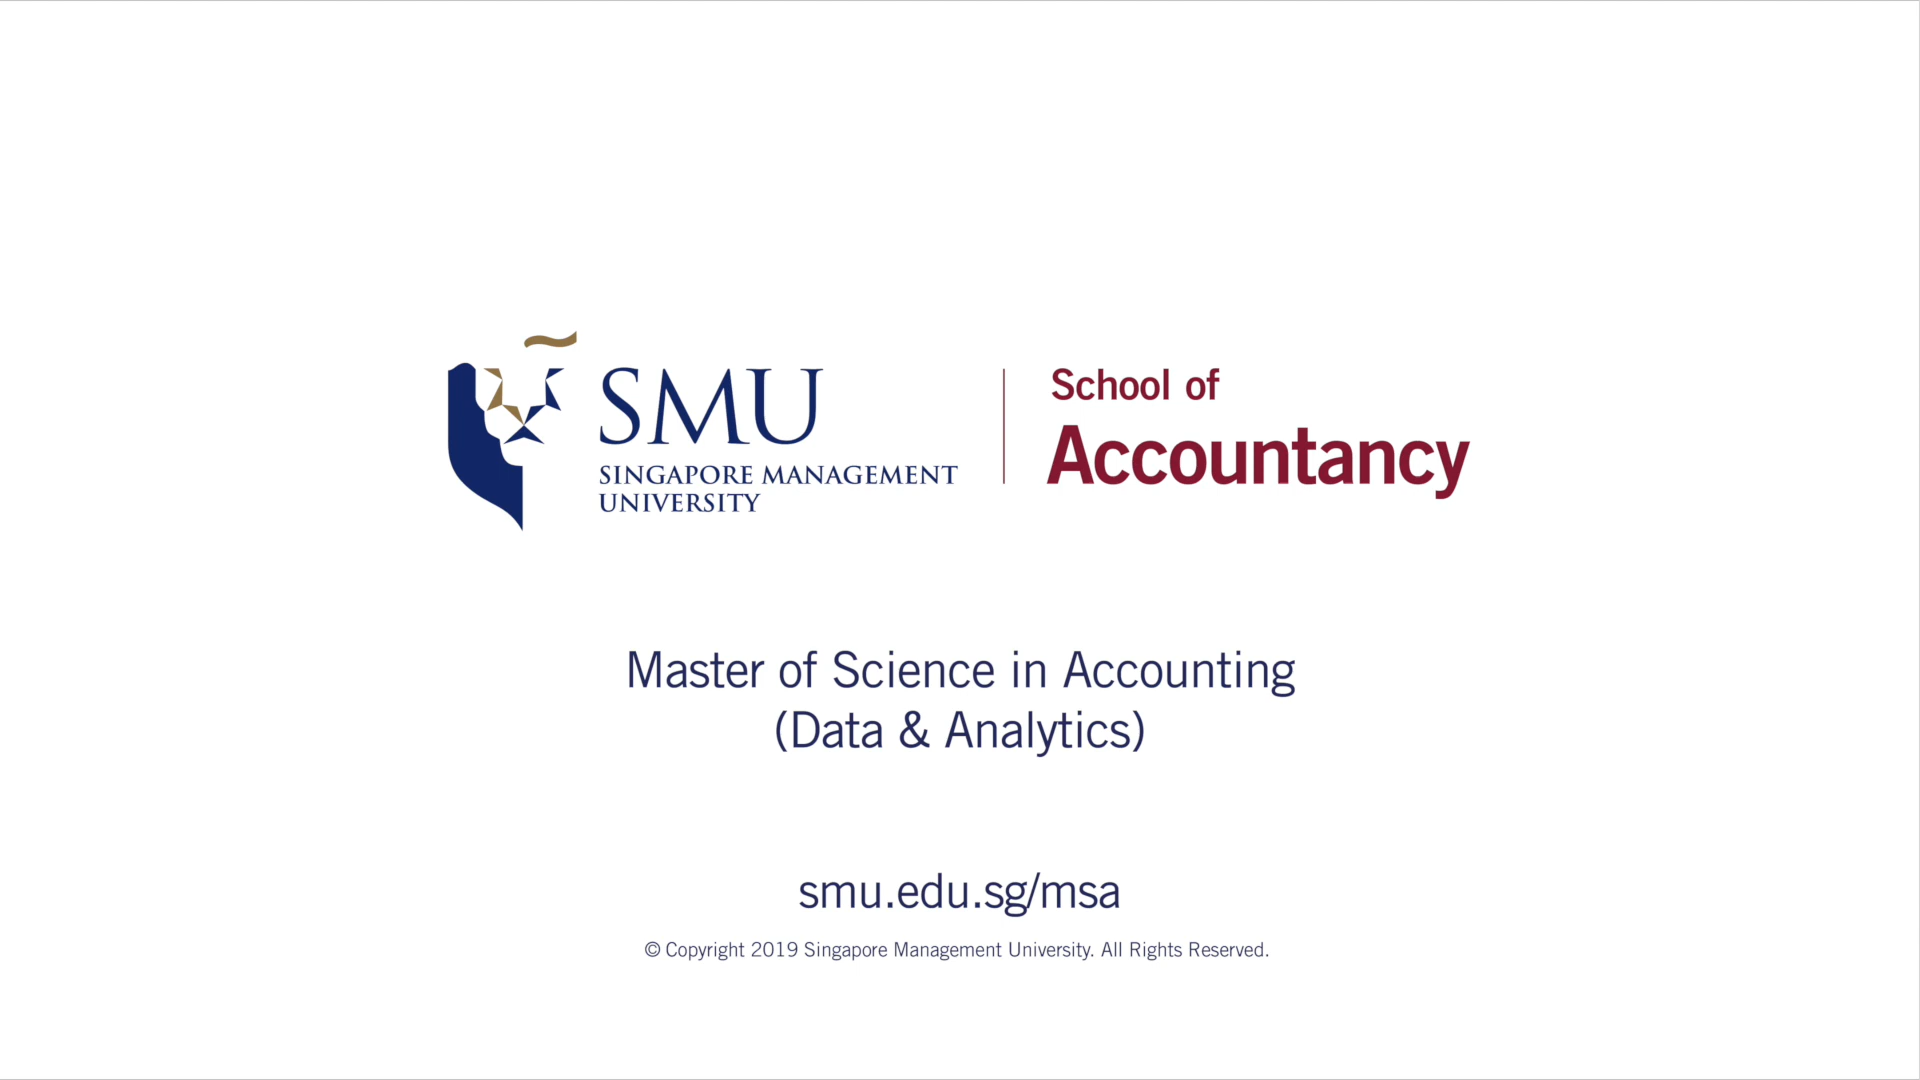 SMU
SINGAPORE MANAGEMENT
UNIVERSITY
School of
Accountancy
Master of Science in Accounting
(Data & Analytics)
smu.edu.sg/msa
© Copyright 2019 Singapore Management University. All Rights Reserved.